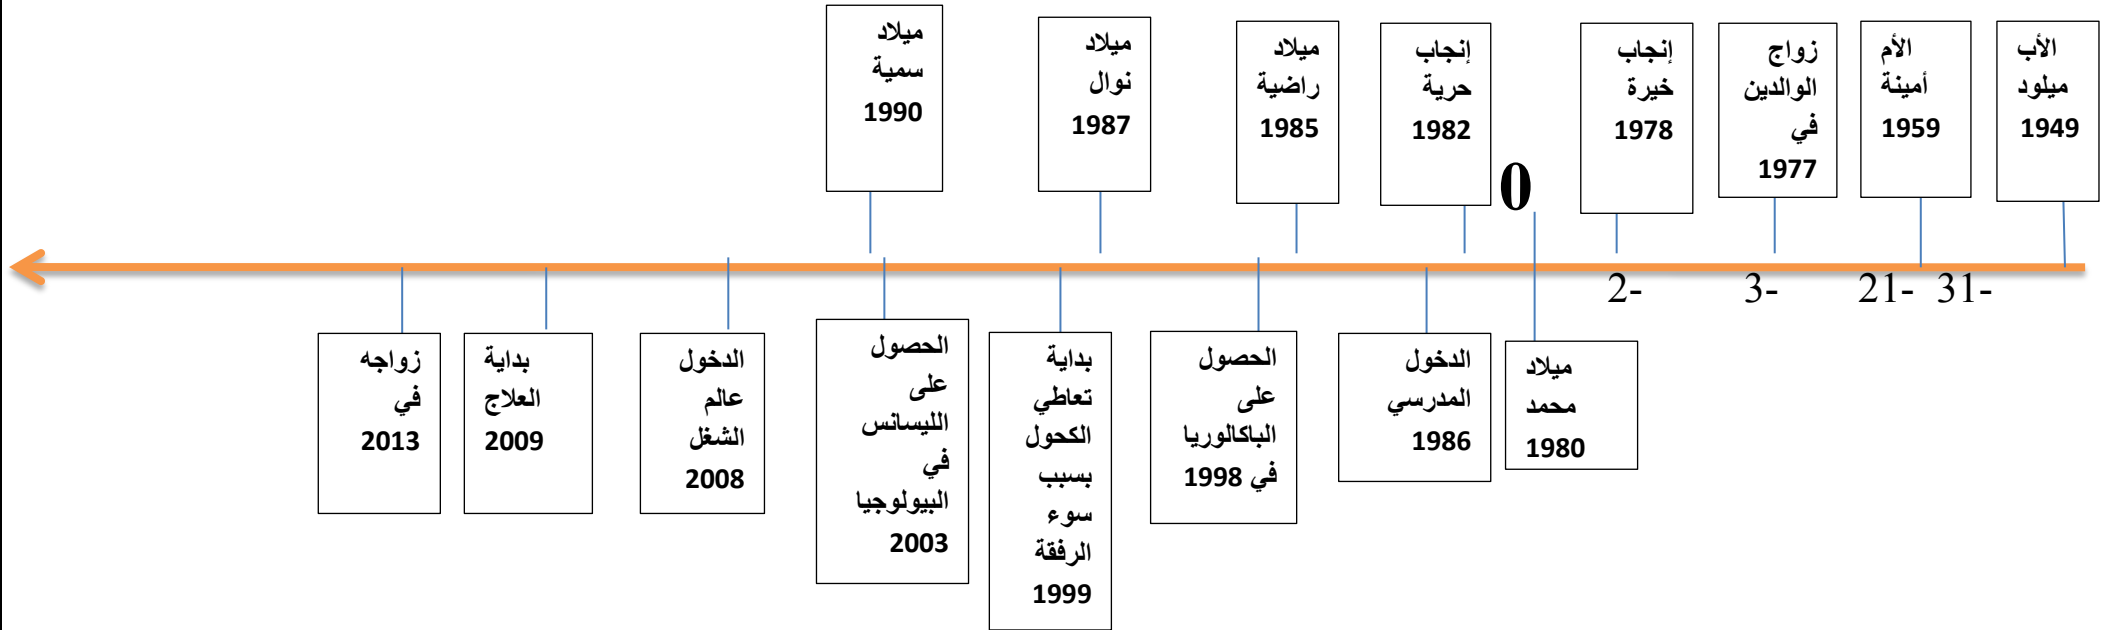 الأب
ميلود
1949
الأم
أمينة
1959
زواج
الوالدين
في
1977
إنجاب
خيرة
1978
إنجاب
حرية
1982
ميلاد
راضية
1985
ميلاد
نوال
1987
ميلاد
سمية
1990
0
31-
21-
3-
2-
ميلاد
محمد
1980
الدخول
المدرسي
1986
الحصول
على
الباكالوريا
في 1998
بداية
تعاطي
الكحول
بسبب
سوء
الرفقة
1999
الحصول
على
الليسانس
في
البيولوجيا
2003
الدخول
عالم
الشغل
2008
بداية
العلاج
2009
زواجه
في
2013